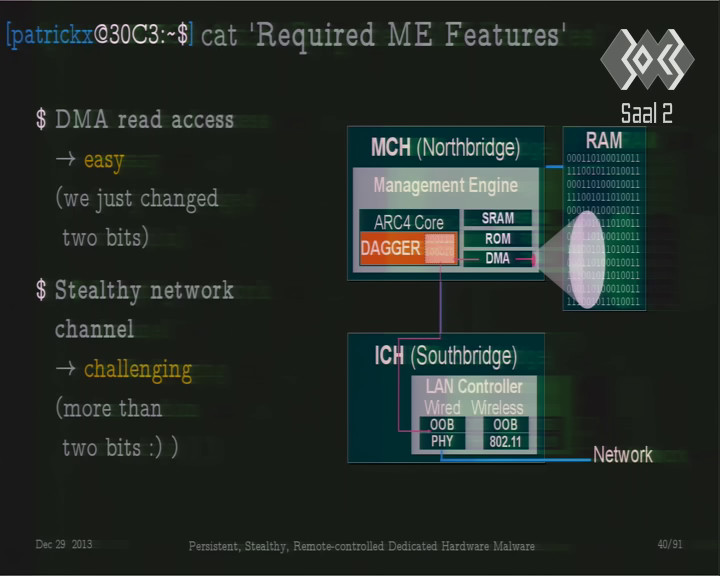 [patrickx@30C3:~$] cat 'Required ME Features'
Saal 2
$ DMA read access
→ easy
(we just changed
two bits)
$ Stealthy network
channel
→ challenging
(more than
two bits :) )
MCH (Northbridge)
Management Engine
ARC4 Core
DAGGER
SRAM
ROM
DMA
RAM
000110100010011
111001011010011
000110100010011
111001011010011
ICH (Southbridge)
LAN Controller
Wired Wireless
OOB OOB
PHY 802.11
Network
Dec 29 2013
Persistent, Stealthy, Remote-controlled Dedicated Hardware Malware
40/91